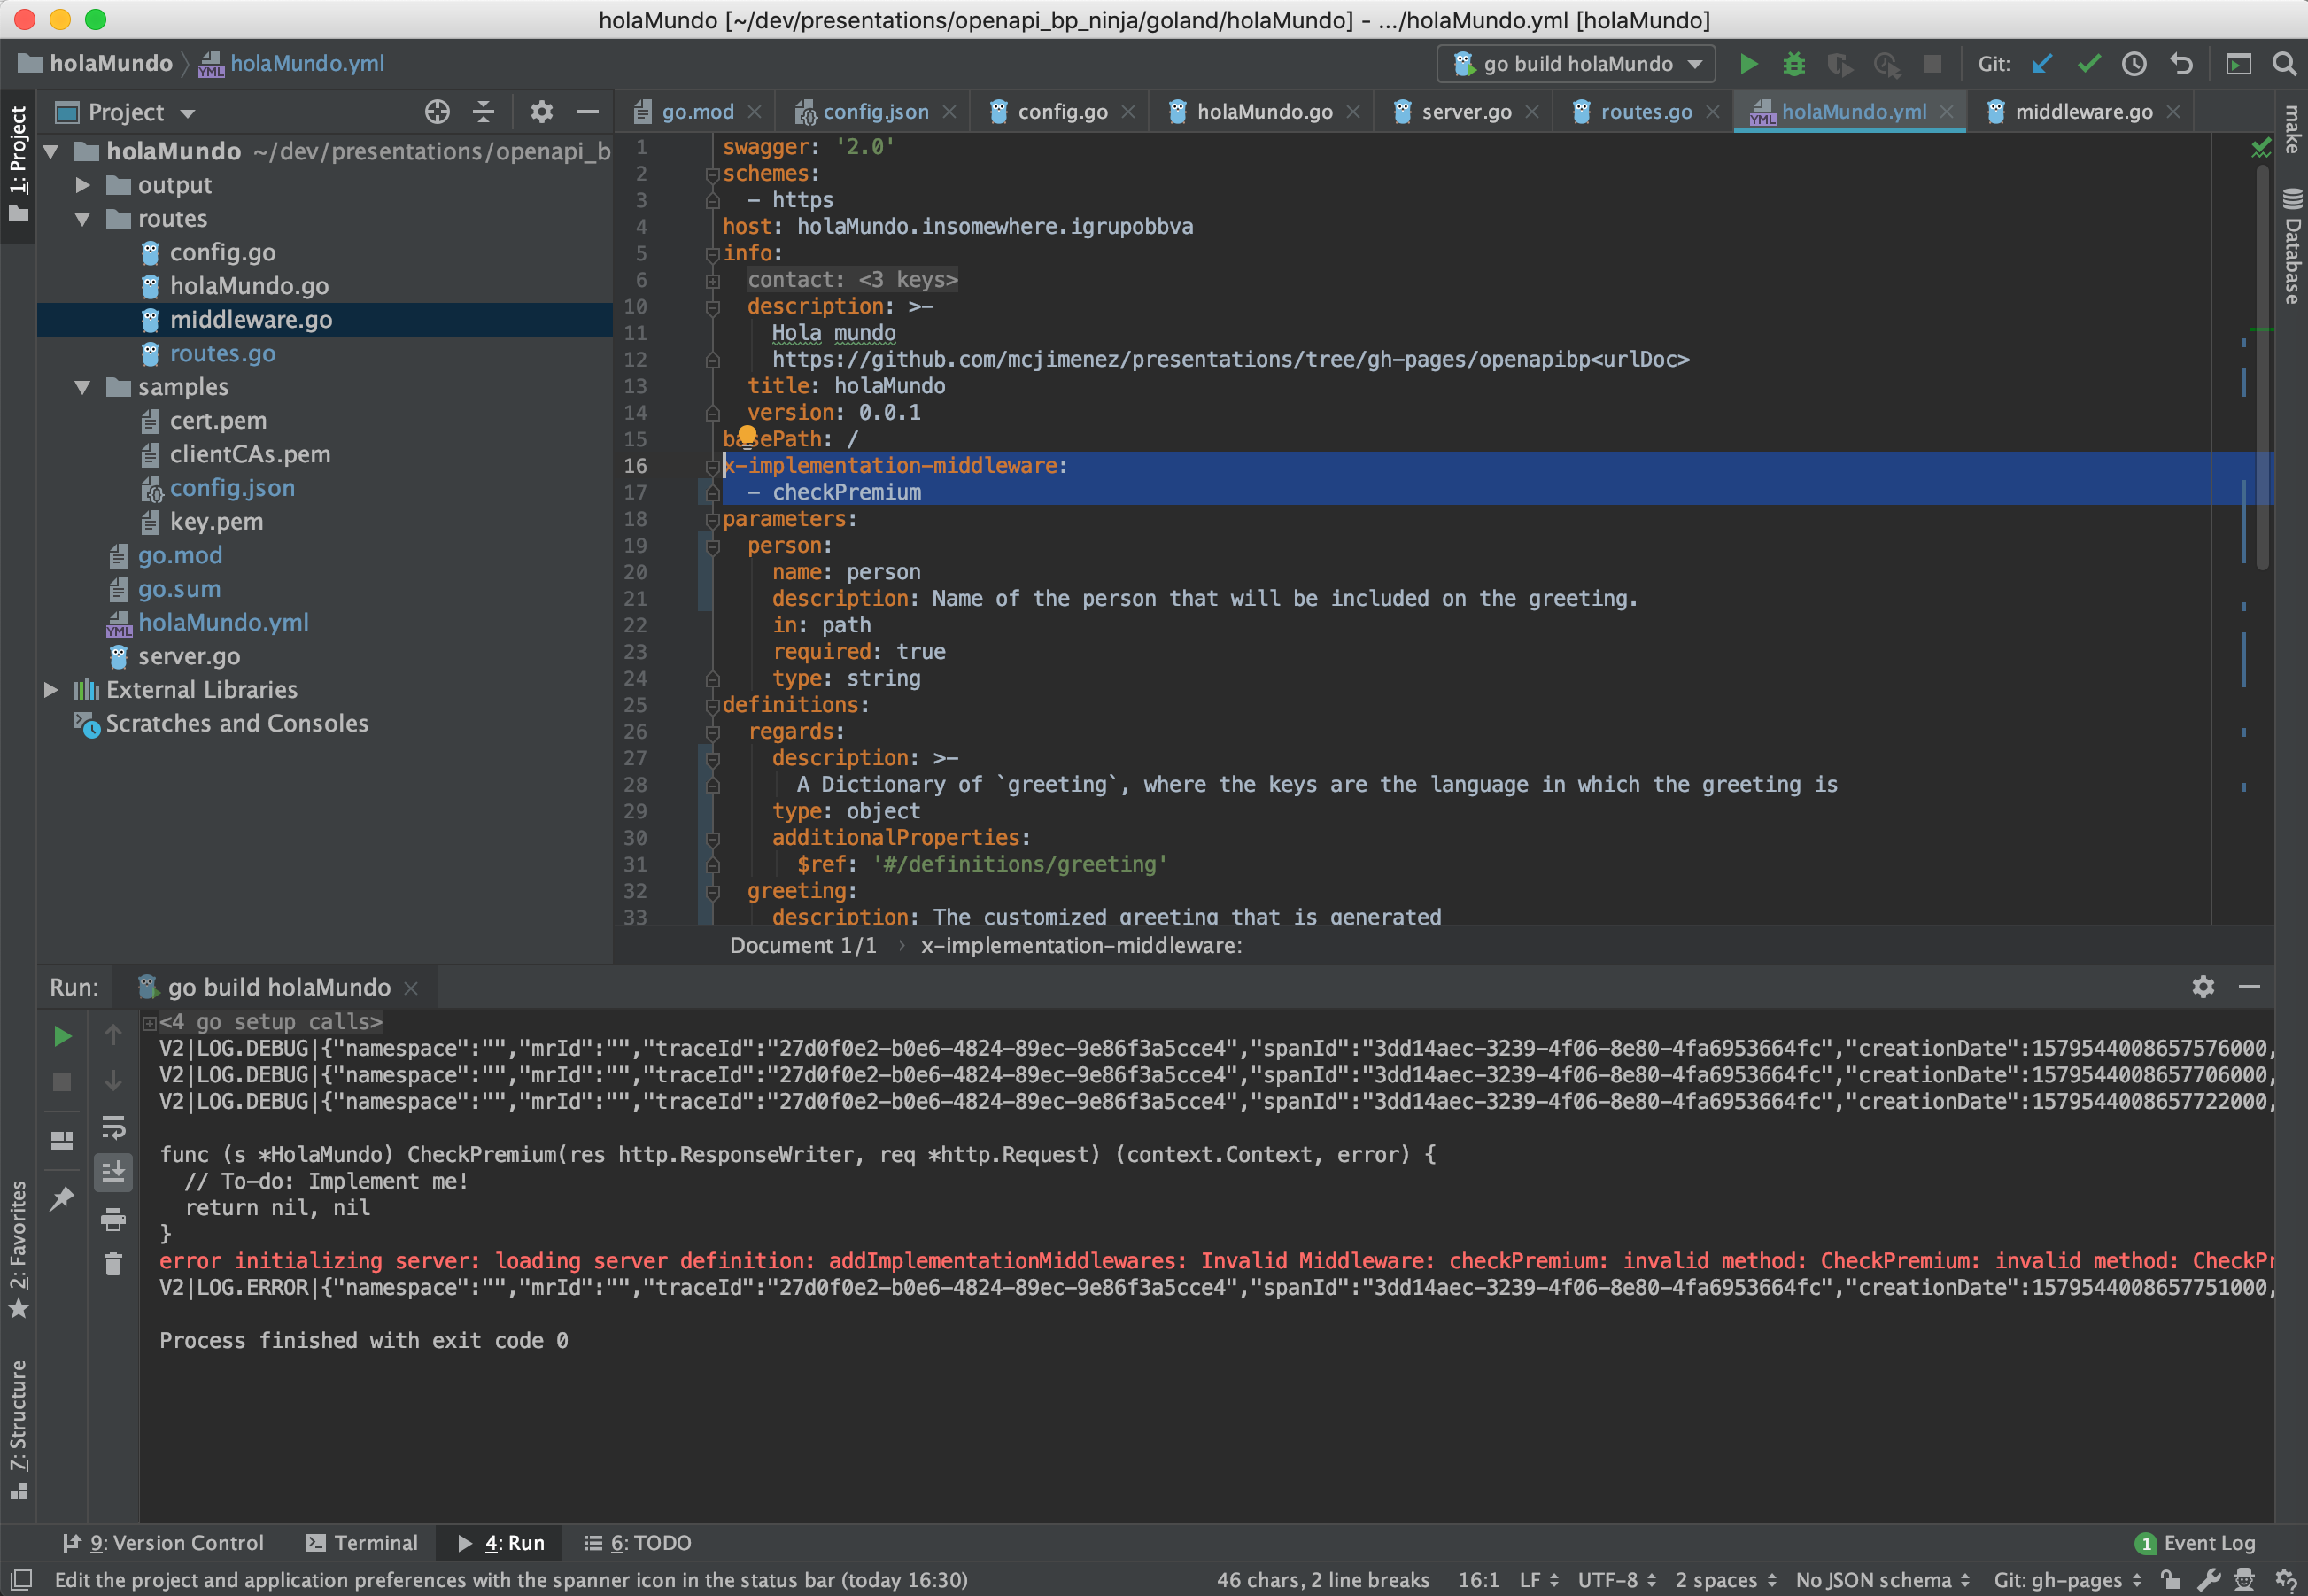 holaMundo [~/dev/presentations/openapi_bp_ninja/goland/holaMundo] - .../holaMundo.yml [holaMundo]
holaMundo
YML
holaMundo.yml
go build holaMundo
Git:
1: Project
Project
go.mod
config.json
config.go
holaMundo.go
server.go
routes.go
YML
holaMundo.yml
middleware.go
make
Database
holaMundo ~/dev/presentations/openapi_b
output
routes
config.go
holaMundo.go
middleware.go
routes.go
samples
cert.pem
clientCAs.pem
config.json
key.pem
go.mod
go.sum
YML
holaMundo.yml
server.go
External Libraries
Scratches and Consoles
1 swagger: '2.0'
2 schemes:
3 - https
4 host: holaMundo.insomewhere.igrupobbva
5 info:
6 contact: <3 keys>
10 description: >-
11 Hola mundo
12 https://github.com/mcjimenez/presentations/tree/gh-pages/openapibp<urlDoc>
13 title: holaMundo
14 version: 0.0.1
15 basePath: /
16 x-implementation-middleware:
17 - checkPremium
18 parameters:
19 person:
20 name: person
21 description: Name of the person that will be included on the greeting.
22 in: path
23 required: true
24 type: string
25 definitions:
26 regards:
27 description: >-
28 A Dictionary of `greeting`, where the keys are the language in which the greeting is
29 type: object
30 additionalProperties:
31 $ref: '#/definitions/greeting'
32 greeting:
33 description: The customized greeting that is generated
Document 1/1 › x-implementation-middleware:
Run: go build holaMundo
<4 go setup calls>
V2|LOG.DEBUG|{"namespace":"","mrId":"","traceId":"27d0f0e2-b0e6-4824-89ec-9e86f3a5cce4","spanId":"3dd14aec-3239-4f06-8e80-4fa6953664fc","creationDate":1579544008657576000,
V2|LOG.DEBUG|{"namespace":"","mrId":"","traceId":"27d0f0e2-b0e6-4824-89ec-9e86f3a5cce4","spanId":"3dd14aec-3239-4f06-8e80-4fa6953664fc","creationDate":1579544008657706000,
V2|LOG.DEBUG|{"namespace":"","mrId":"","traceId":"27d0f0e2-b0e6-4824-89ec-9e86f3a5cce4","spanId":"3dd14aec-3239-4f06-8e80-4fa6953664fc","creationDate":1579544008657722000,
func (s *HolaMundo) CheckPremium(res http.ResponseWriter, req *http.Request) (context.Context, error) {
// To-do: Implement me!
return nil, nil
}
error initializing server: loading server definition: addImplementationMiddlewares: Invalid Middleware: checkPremium: invalid method: CheckPremium: invalid method: CheckPr
V2|LOG.ERROR|{"namespace":"","mrId":"","traceId":"27d0f0e2-b0e6-4824-89ec-9e86f3a5cce4","spanId":"3dd14aec-3239-4f06-8e80-4fa6953664fc","creationDate":1579544008657751000,
Process finished with exit code 0
2: Favorites
7: Structure
9: Version Control
Terminal
4: Run
6: TODO
1 Event Log
Edit the project and application preferences with the spanner icon in the status bar (today 16:30)
46 chars, 2 line breaks
16:1
LF
UTF-8
2 spaces
No JSON schema
Git: gh-pages